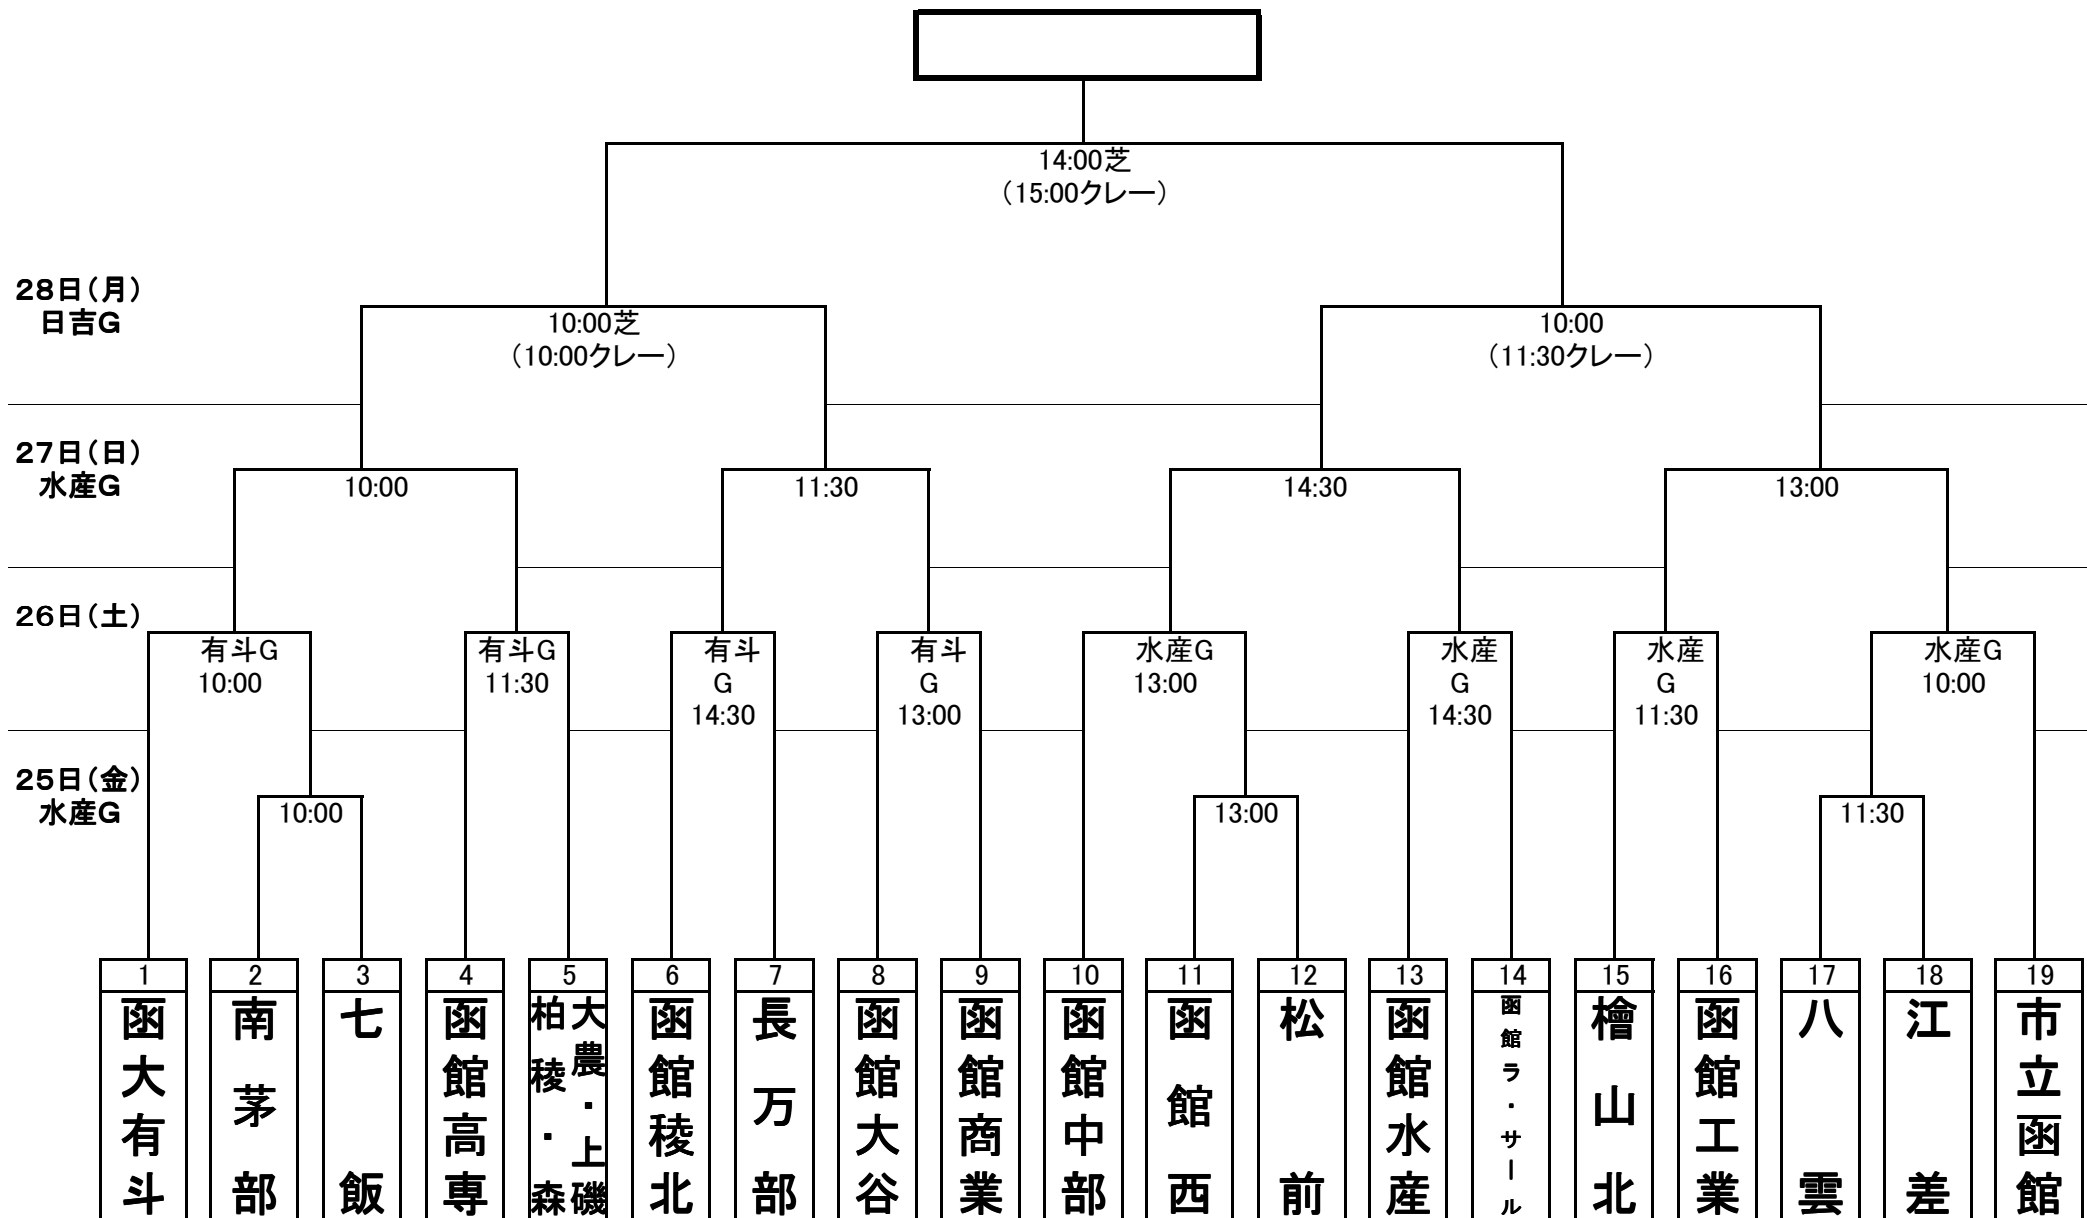 14:00芝
（15:00クレー）
28日（月）
日吉G
10:00芝
（10:00クレー）
10:00
（11:30クレー）
27日（日）
水産G
10:00
11:30
14:30
13:00
26日（土）
有斗G
10:00
有斗G
11:30
有斗
G
14:30
有斗
G
13:00
水産G
13:00
水産
G
14:30
水産
G
11:30
水産G
10:00
25日（金）
水産G
10:00
13:00
11:30
1
函大有斗
2
南茅部
3
七飯
4
函館高専
5
大農・上磯
柏稜・森
6
函館稜北
7
長万部
8
函館大谷
9
函館商業
10
函館中部
11
函館西
12
松前
13
函館水産
14
函館ラ・サール
15
檜山北
16
函館工業
17
八雲
18
江差
19
市立函館